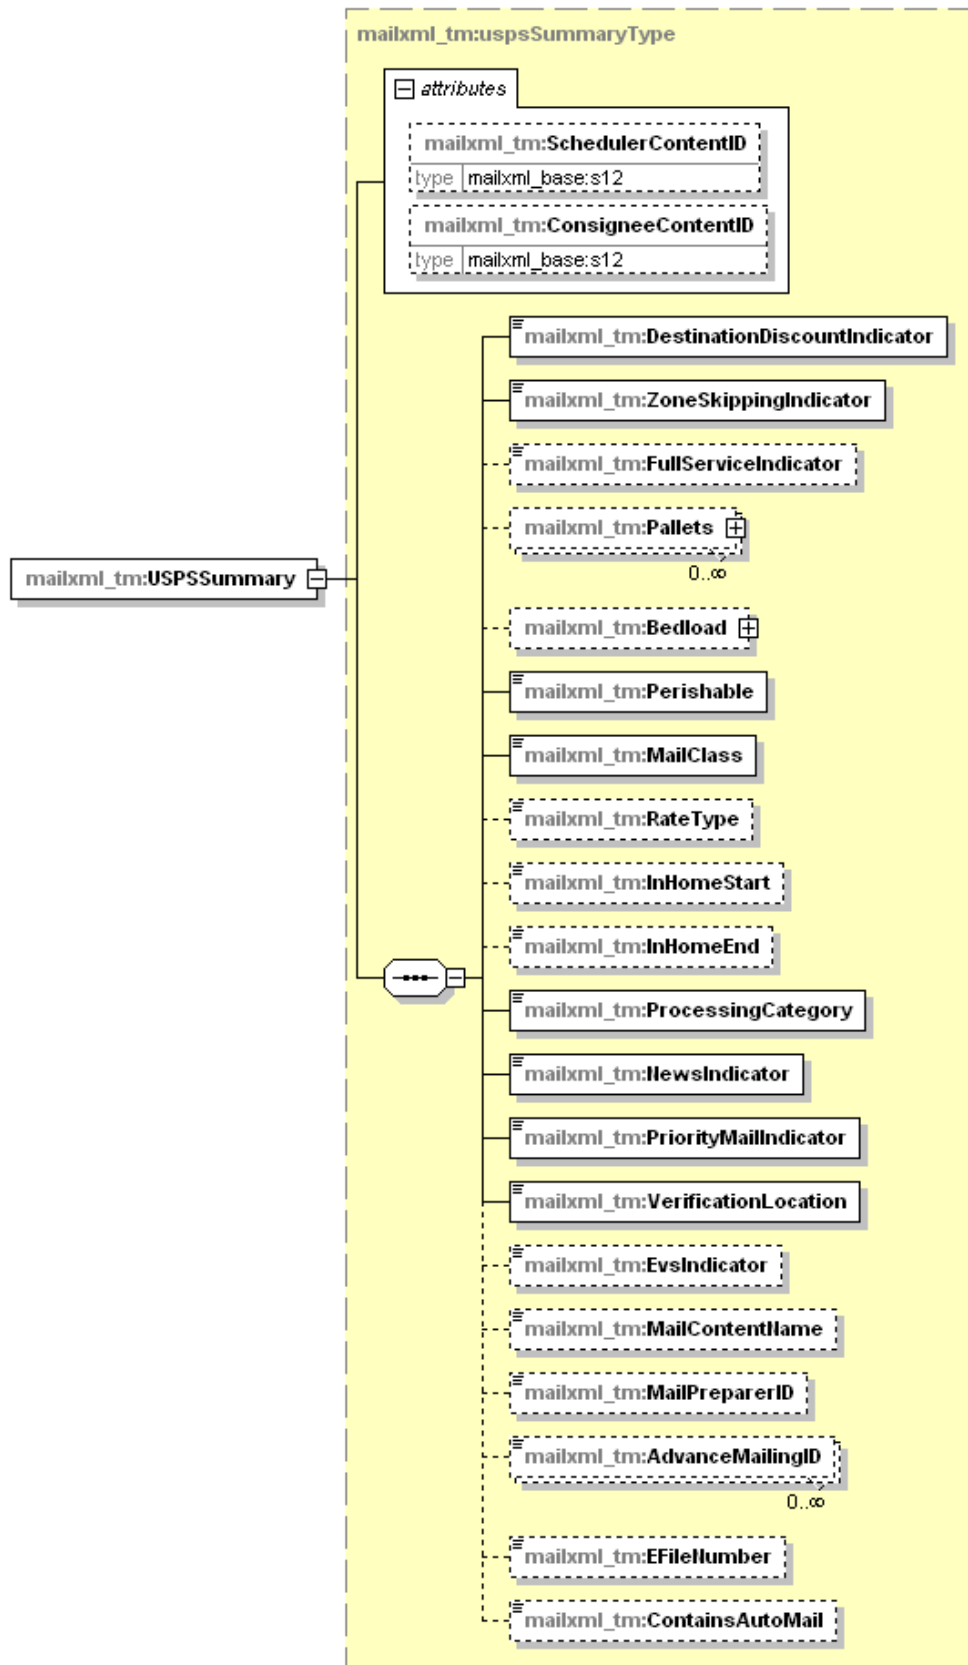 mailxml_tm:uspsSummaryType
attributes
mailxml_tm:SchedulerContentID
type mailxml_base:s12
mailxml_tm:ConsigneeContentID
type mailxml_base:s12
mailxml_tm:DestinationDiscountIndicator
mailxml_tm:ZoneSkippingIndicator
mailxml_tm:FullServiceIndicator
mailxml_tm:Pallets
0..∞
mailxml_tm:USPSSummary
mailxml_tm:Bedload
mailxml_tm:Perishable
mailxml_tm:MailClass
mailxml_tm:RateType
mailxml_tm:InHomeStart
mailxml_tm:InHomeEnd
mailxml_tm:ProcessingCategory
mailxml_tm:NewsIndicator
mailxml_tm:PriorityMailIndicator
mailxml_tm:VerificationLocation
mailxml_tm:EvsIndicator
mailxml_tm:MailContentName
mailxml_tm:MailPreparerID
mailxml_tm:AdvanceMailingID
0..∞
mailxml_tm:EFileNumber
mailxml_tm:ContainsAutoMail